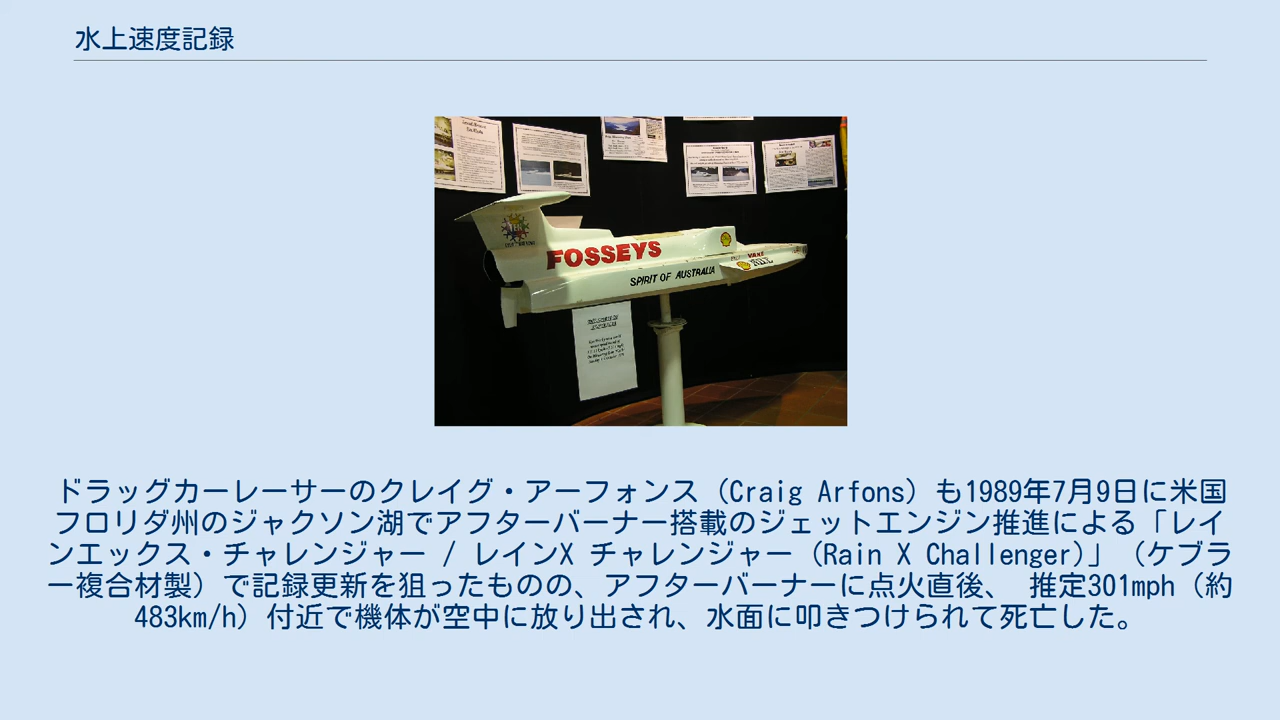 水上速度記録
FOSSEYS
SPIRIT OF AUSTRALIA
ドラッグカーレーサーのクレイグ・アーフォンス（Craig Arfons）も1989年7月9日に米国
フロリダ州のジャクソン湖でアフターバーナー搭載のジェットエンジン推進による「レイ
ンエックス・チャレンジャー / レインX チャレンジャー（Rain X Challenger)」（ケブラ
ー複合材製）で記録更新を狙ったものの、アフターバーナーに点火直後、 推定301mph（約
483km/h）付近で機体が空中に放り出され、水面に叩きつけられて死亡した。